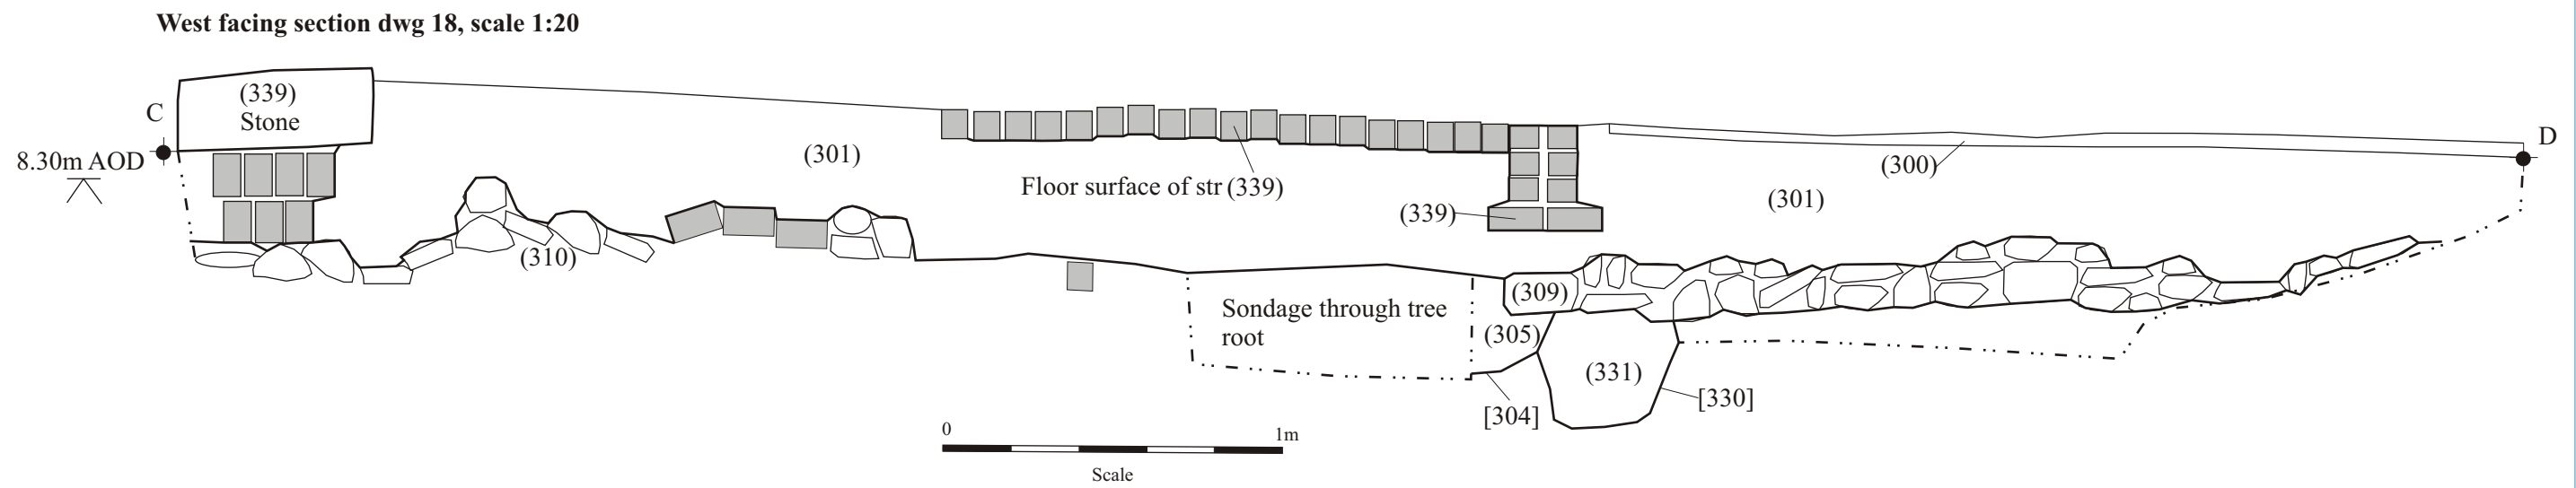 West facing section dwg 18, scale 1:20
(339)
Stone
C
8.30m AOD
(301)
Floor surface of str (339)
(339)
(300)
(301)
D
(310)
(309)
Sondage through tree
root
(305)
(331)
[304]
[330]
0
1m
Scale